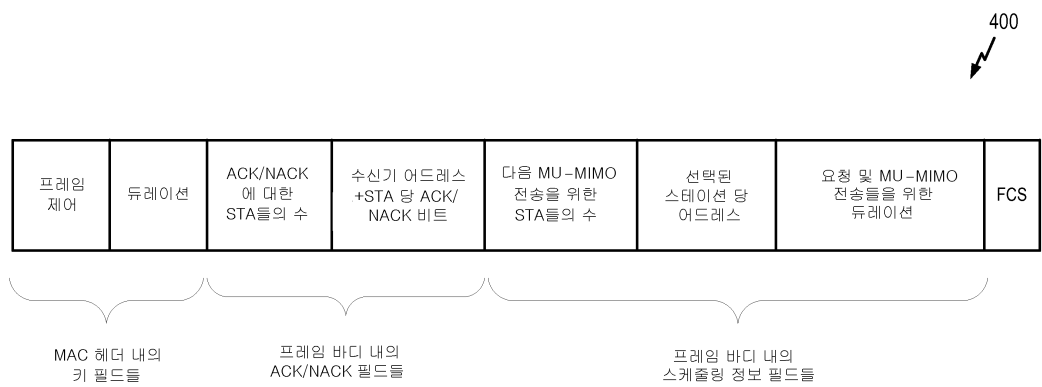 400
프레임
제어
듀레이션
ACK/NACK
에 대한
STA들의 수
수신기 어드레스
+STA 당 ACK/
NACK 비트
다음 MU-MIMO
전송을 위한
STA들의 수
선택된
스테이션 당
어드레스
요청 및 MU-MIMO
전송들을 위한
듀레이션
FCS
MAC 헤더 내의
키 필드들
프레임 바디 내의
ACK/NACK 필드들
프레임 바디 내의
스케줄링 정보 필드들